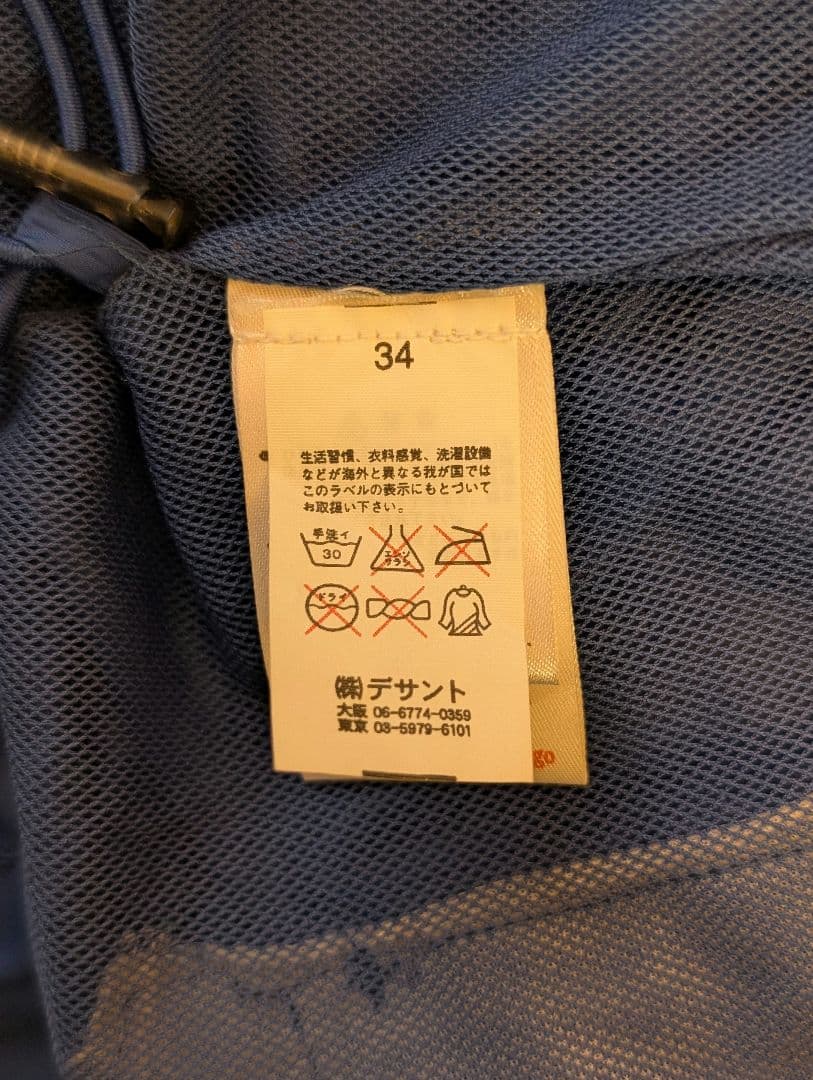 34
生活習慣、衣料感覚、洗濯設備
などが海外と異なる我が国では
このラベルの表示にもとづいて
お取扱い下さい。
手洗イ
30
エンソ
サラシ
ドライ
㈱デサント
大阪 06-6774-0359
東京 03-5979-6101
go